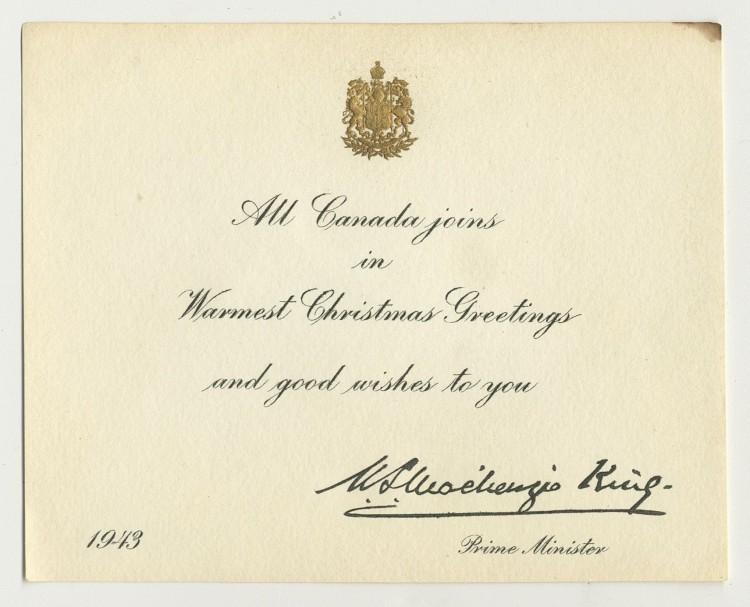 All Canada joins
in
Warmest Christmas Greetings
and good wishes to you
W.L. Mackenzie King.
1943
Prime Minister